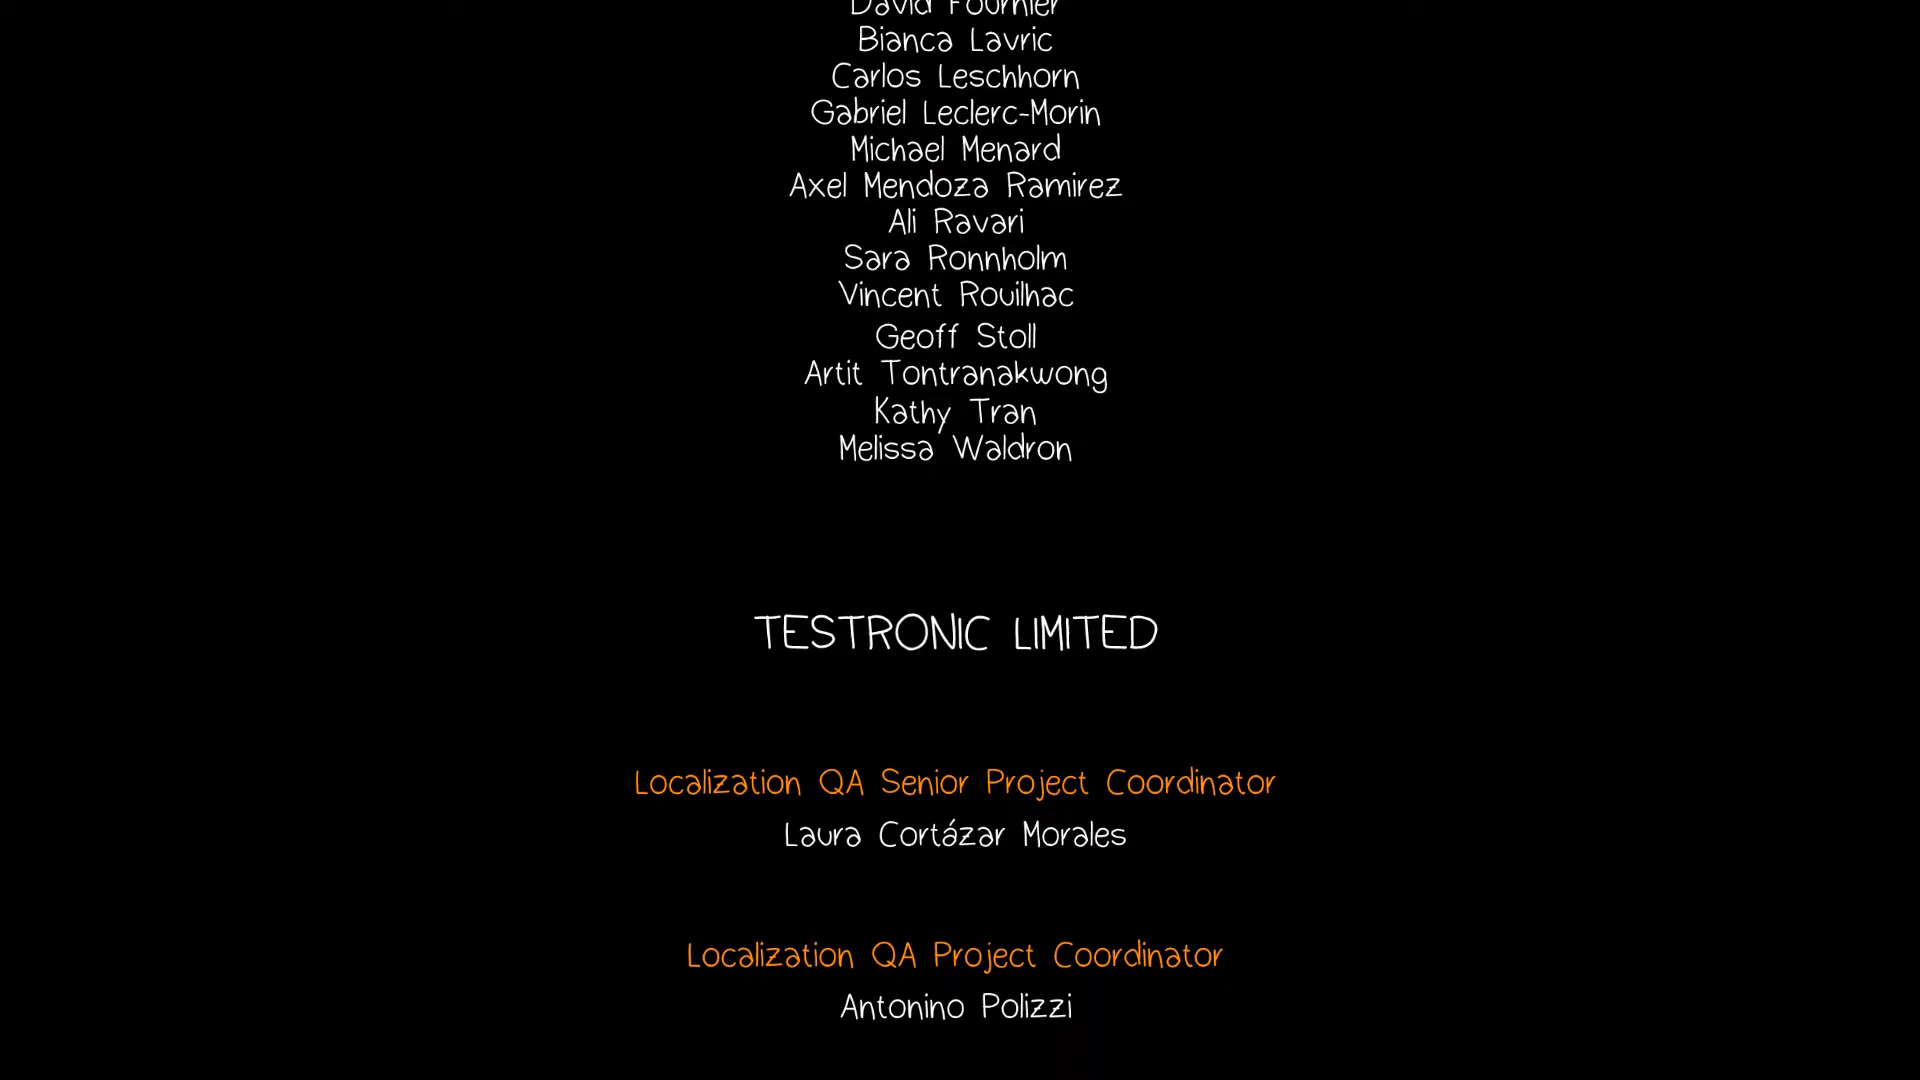 David Fournier
Bianca Lavric
Carlos Leschhorn
Gabriel Leclerc-Morin
Michael Menard
Axel Mendoza Ramirez
Ali Ravari
Sara Ronnholm
Vincent Rouilhac
Geoff Stoll
Artit Tontranakwong
Kathy Tran
Melissa Waldron
TESTRONIC LIMITED
Localization QA Senior Project Coordinator
Laura Cortázar Morales
Localization QA Project Coordinator
Antonino Polizzi